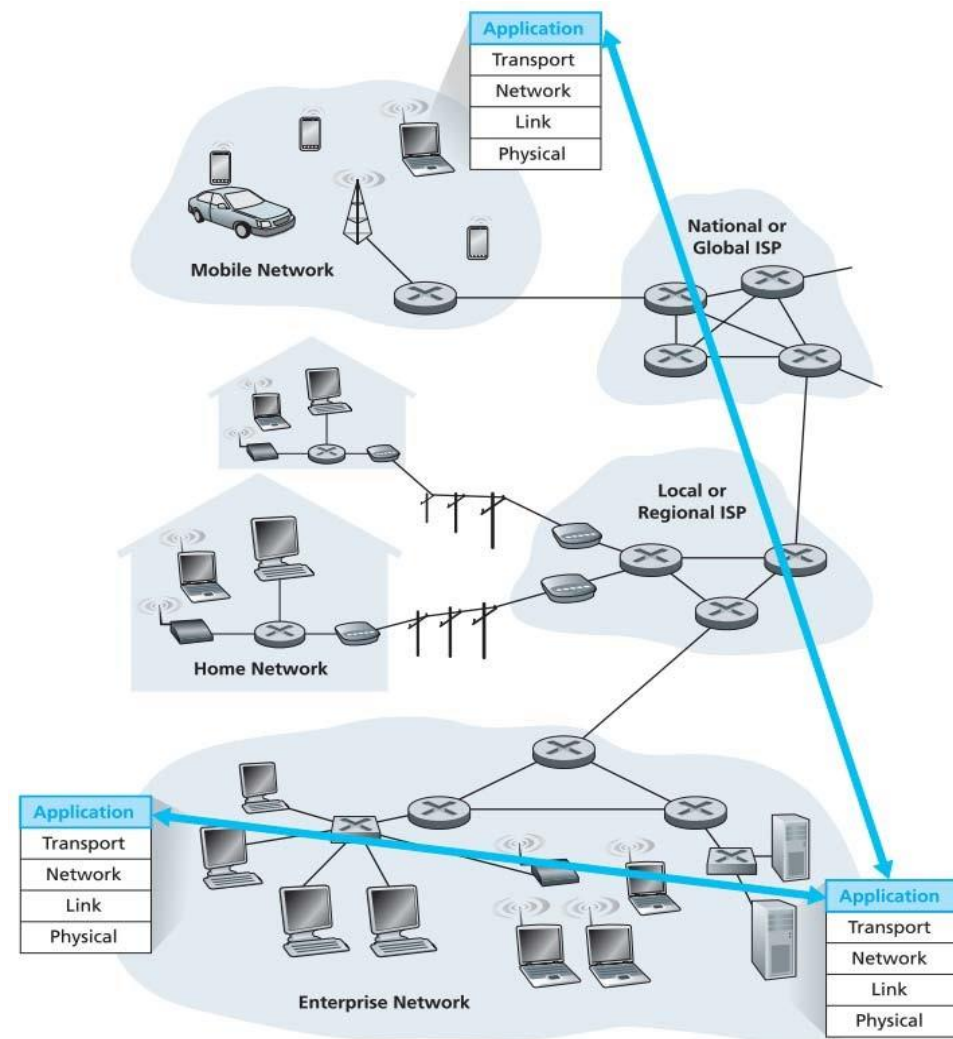 Application
Transport
Network
Link
Physical
Mobile Network
National or
Global ISP
Local or
Regional ISP
Home Network
Application
Transport
Network
Link
Physical
Enterprise Network
Application
Transport
Network
Link
Physical